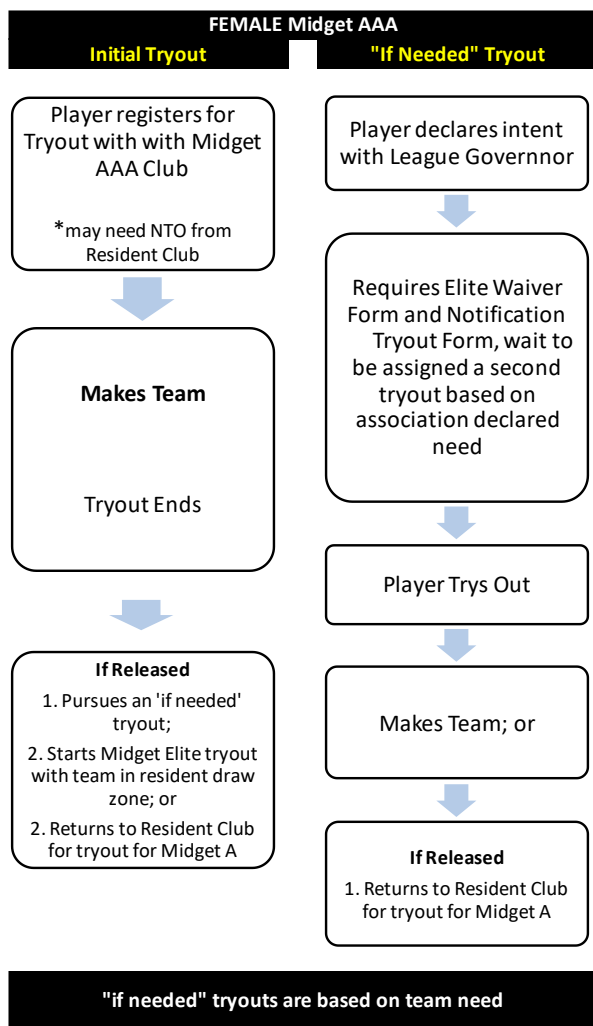 FEMALE Midget AAA
Initial Tryout
Player registers for
Tryout with with Midget
AAA Club
*may need NTO from
Resident Club
Makes Team
Tryout Ends
If Released
1. Pursues an 'if needed'
tryout;
2. Starts Midget Elite tryout
with team in resident draw
zone; or
2. Returns to Resident Club
for tryout for Midget A
"If Needed" Tryout
Player declares intent
with League Governnor
Requires Elite Waiver
Form and Notification
Tryout Form, wait to
be assigned a second
tryout based on
association declared
need
Player Trys Out
Makes Team; or
If Released
1. Returns to Resident Club
for tryout for Midget A
"if needed" tryouts are based on team need